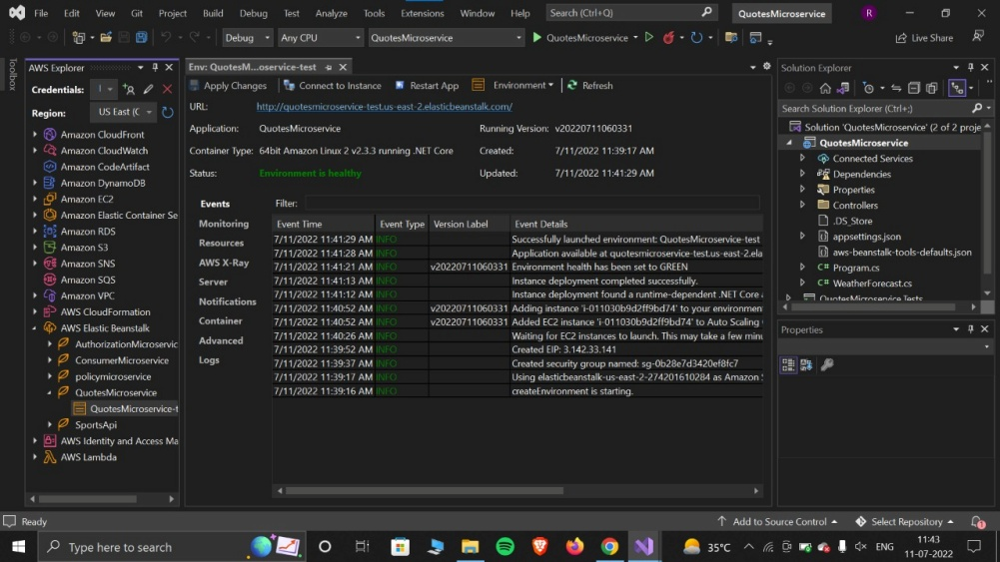 File Edit View Git Project Build Debug Test Analyze Tools Extensions Window Help Search (Ctrl+Q) QuotesMicroservice R
Debug Any CPU QuotesMicroservice QuotesMicroservice Live Share
Toolbox
AWS Explorer
Credentials:
Region: US East (
Amazon CloudFront
Amazon CloudWatch
Amazon CodeArtifact
Amazon DynamoDB
Amazon EC2
Amazon Elastic Container Se
Amazon RDS
Amazon S3
Amazon SNS
Amazon SQS
Amazon VPC
AWS CloudFormation
AWS Elastic Beanstalk
AuthorizationMicroservic
ConsumerMicroservice
policymicroservice
QuotesMicroservice
QuotesMicroservice-t
SportsApi
AWS Identity and Access Ma
AWS Lambda
Env: QuotesM...oservice-test
Apply Changes Connect to Instance Restart App Environment Refresh
URL: http://quotesmicroservice-test.us-east-2.elasticbeanstalk.com/
Application: QuotesMicroservice Running Version: v20220711060331
Container Type: 64bit Amazon Linux 2 v2.3.3 running .NET Core Created: 7/11/2022 11:39:17 AM
Status: Environment is healthy Updated: 7/11/2022 11:41:29 AM
Events
Monitoring
Resources
AWS X-Ray
Server
Notifications
Container
Advanced
Logs
Filter:
Event Time Event Type Version Label Event Details
7/11/2022 11:41:29 AM INFO Successfully launched environment: QuotesMicroservice-test
7/11/2022 11:41:28 AM INFO Application available at quotesmicroservice-test.us-east-2.ela
7/11/2022 11:41:21 AM INFO v20220711060331 Environment health has been set to GREEN
7/11/2022 11:41:13 AM INFO Instance deployment completed successfully.
7/11/2022 11:41:12 AM INFO Instance deployment found a runtime-dependent .NET Core a
7/11/2022 11:40:52 AM INFO v20220711060331 Adding instance 'i-011030b9d2ff9bd74' to your environment
7/11/2022 11:40:52 AM INFO v20220711060331 Added EC2 instance 'i-011030b9d2ff9bd74' to Auto Scaling
7/11/2022 11:40:26 AM INFO Waiting for EC2 instances to launch. This may take a few minu
7/11/2022 11:39:52 AM INFO Created EIP: 3.142.33.141
7/11/2022 11:39:37 AM INFO Created security group named: sg-0b28e7d3420ef8fc7
7/11/2022 11:39:17 AM INFO Using elasticbeanstalk-us-east-2-274201610284 as Amazon S
7/11/2022 11:39:16 AM INFO createEnvironment is starting.
Solution Explorer
Search Solution Explorer (Ctrl+;)
Solution 'QuotesMicroservice' (2 of 2 proje
QuotesMicroservice
Connected Services
Dependencies
Properties
Controllers
.DS_Store
appsettings.json
aws-beanstalk-tools-defaults.json
C# Program.cs
C# WeatherForecast.cs
QuotesMicroservice.Tests
Properties
Ready Add to Source Control Select Repository
Type here to search 35°C ENG 11:43
11-07-2022